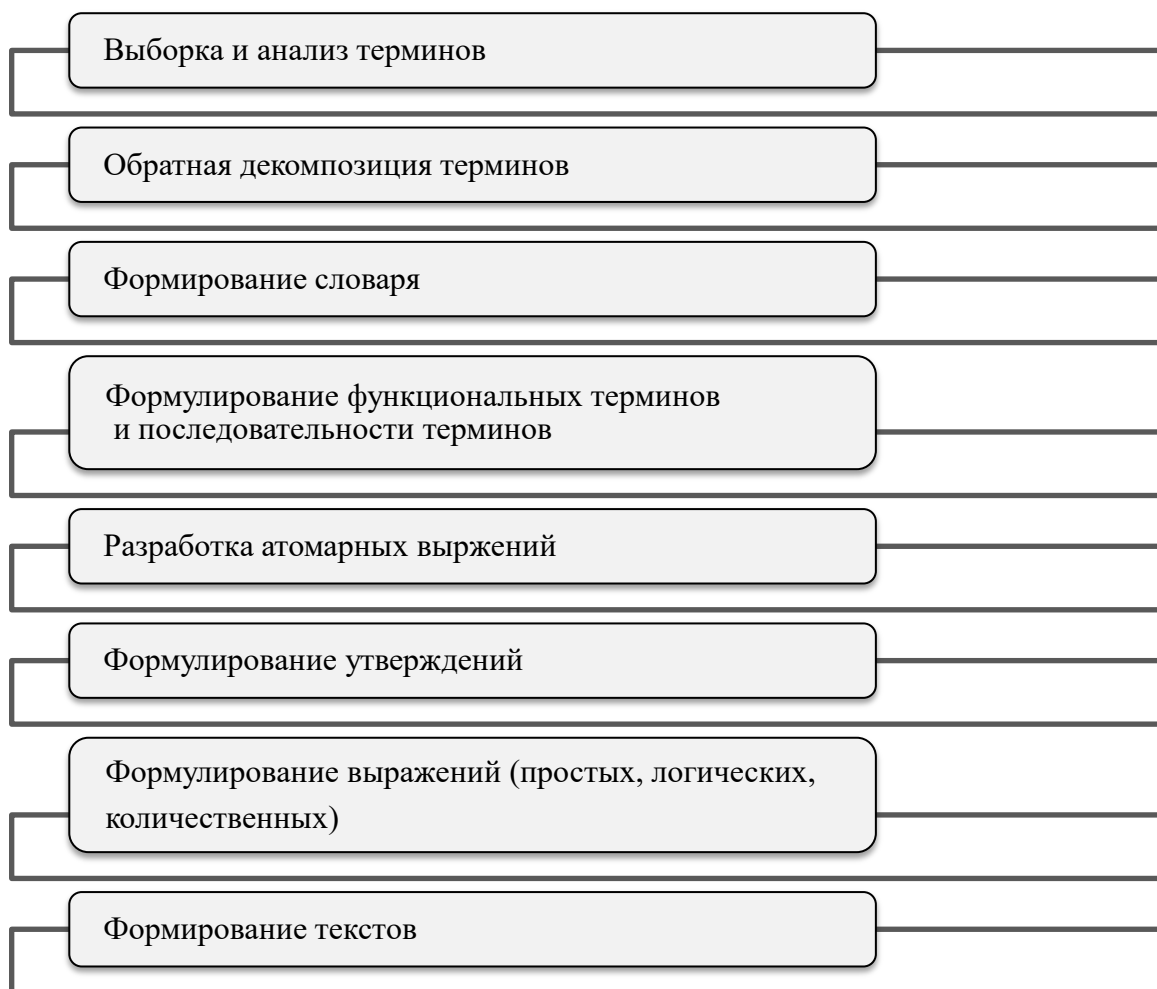 Выборка и анализ терминов
Обратная декомпозиция терминов
Формирование словаря
Формулирование функциональных терминов
и последовательности терминов
Разработка атомарных выржений
Формулирование утверждений
Формулирование выражений (простых, логических,
количественных)
Формирование текстов